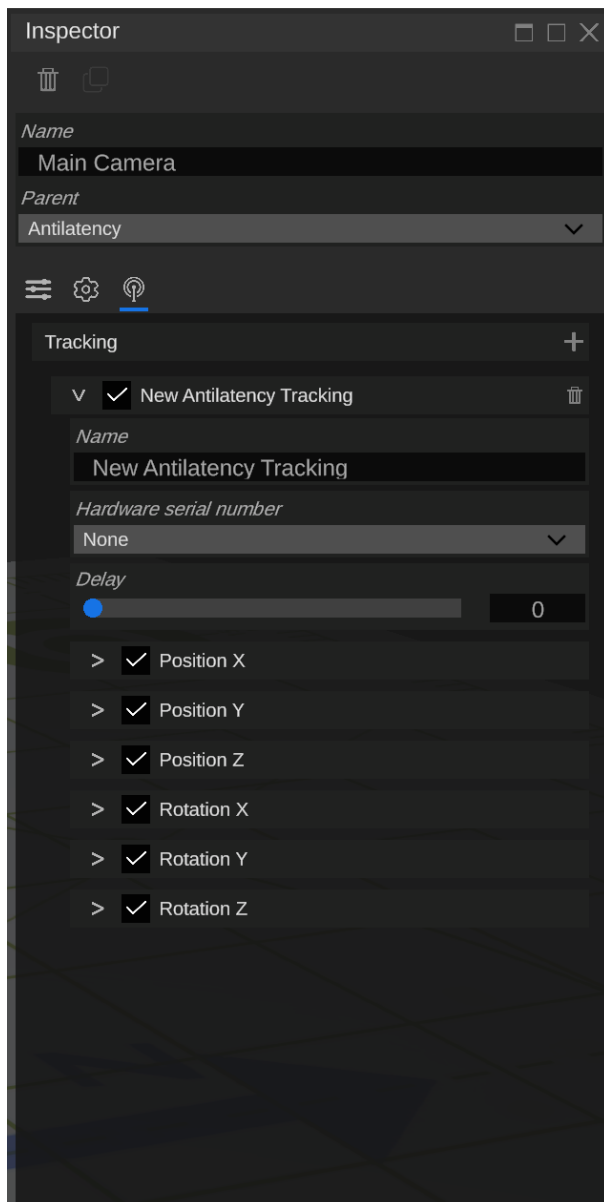 Inspector
Name
Main Camera
Parent
Antilatency
Tracking
New Antilatency Tracking
Name
New Antilatency Tracking
Hardware serial number
None
Delay
0
Position X
Position Y
Position Z
Rotation X
Rotation Y
Rotation Z